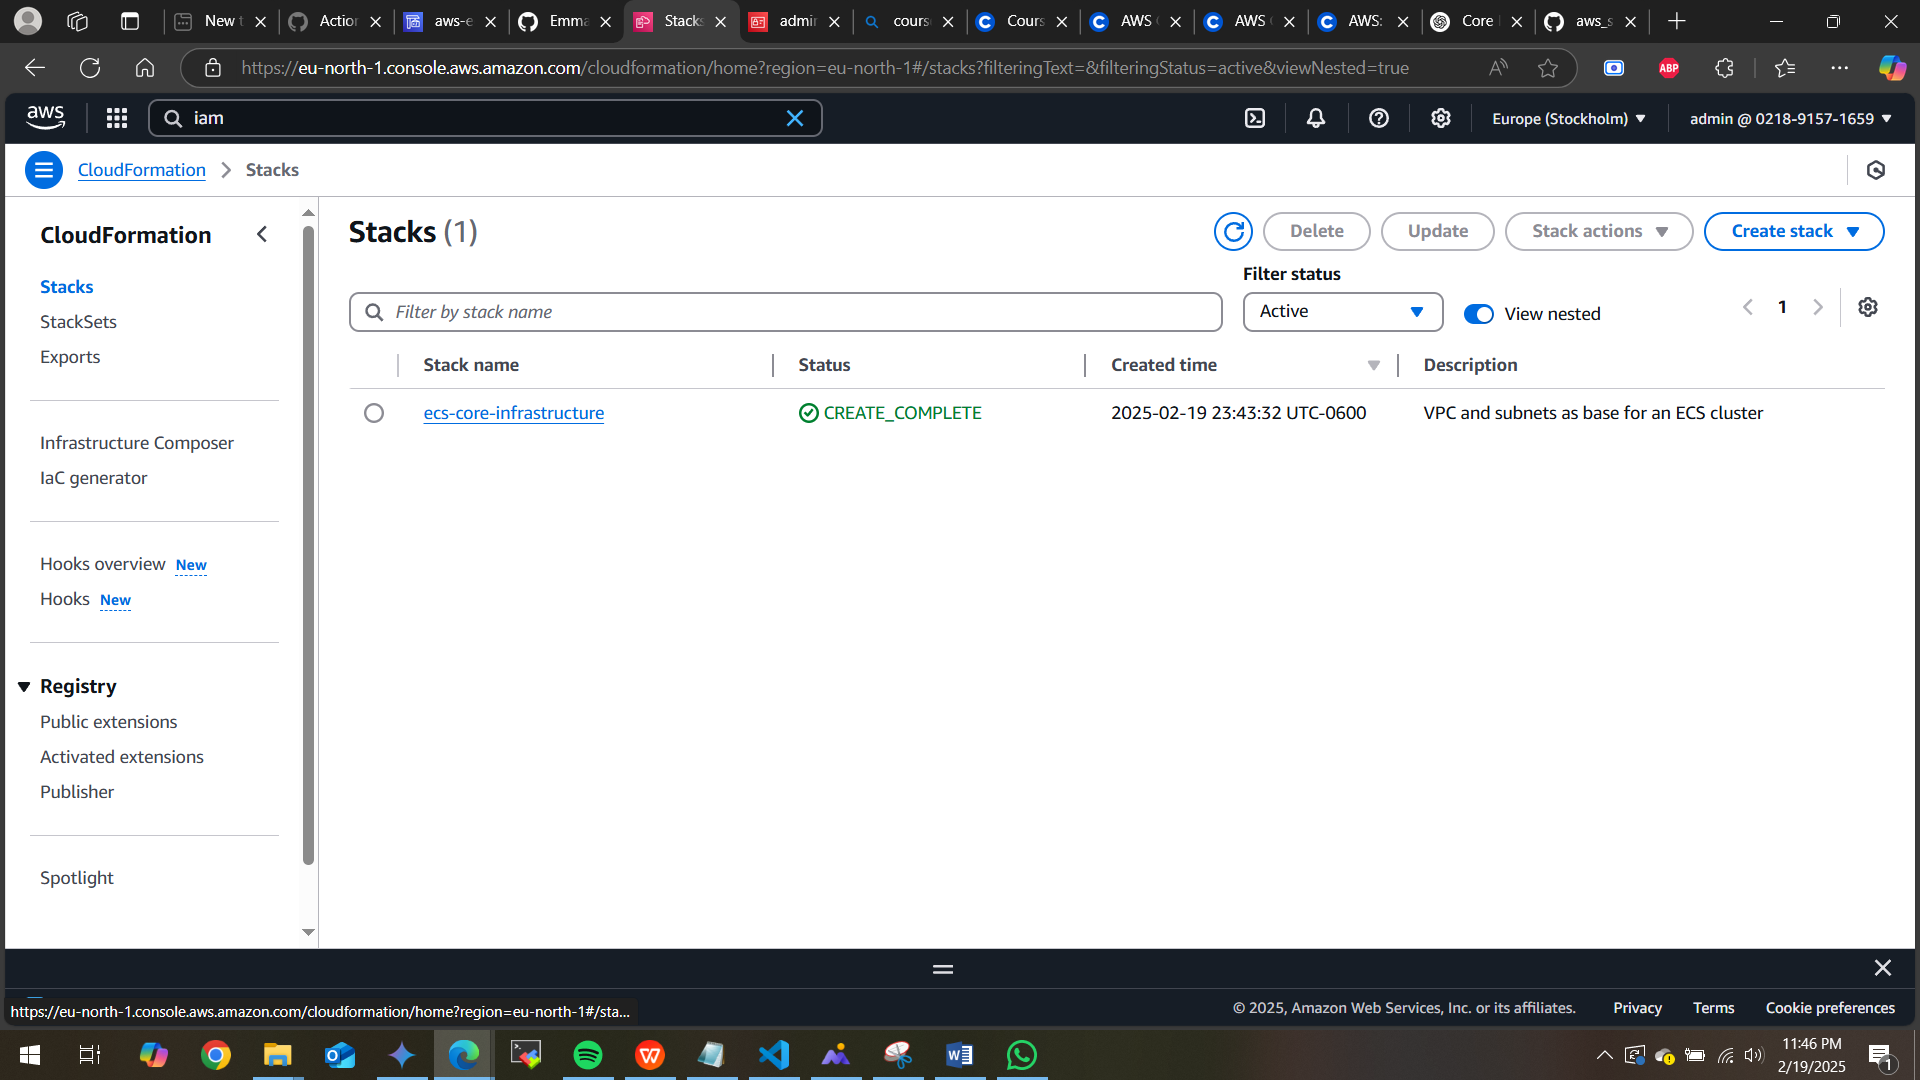 New t
Action
aws-e
Emma
Stacks
admin
cours
Cours
AWS
AWS
AWS:
Core
aws_s
https://eu-north-1.console.aws.amazon.com/cloudformation/home?region=eu-north-1#/stacks?filteringText=&filteringStatus=active&viewNested=true
ABP
aws
iam
Europe (Stockholm)
admin @ 0218-9157-1659
CloudFormation
Stacks
CloudFormation
Stacks
StackSets
Exports
Infrastructure Composer
IaC generator
Hooks overview New
Hooks New
Registry
Public extensions
Activated extensions
Publisher
Spotlight
Stacks (1)
Delete
Update
Stack actions
Create stack
Filter status
Filter by stack name
Active
View nested
1
Stack name Status Created time Description
ecs-core-infrastructure CREATE_COMPLETE 2025-02-19 23:43:32 UTC-0600 VPC and subnets as base for an ECS cluster
https://eu-north-1.console.aws.amazon.com/cloudformation/home?region=eu-north-1#/sta...
© 2025, Amazon Web Services, Inc. or its affiliates.
Privacy
Terms
Cookie preferences
11:46 PM
2/19/2025
1